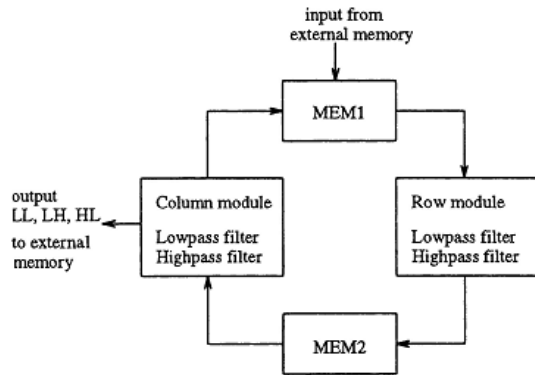 input from
external memory
MEM1
output
LL, LH, HL
to external
memory
Column module
Lowpass filter
Highpass filter
Row module
Lowpass filter
Highpass filter
MEM2